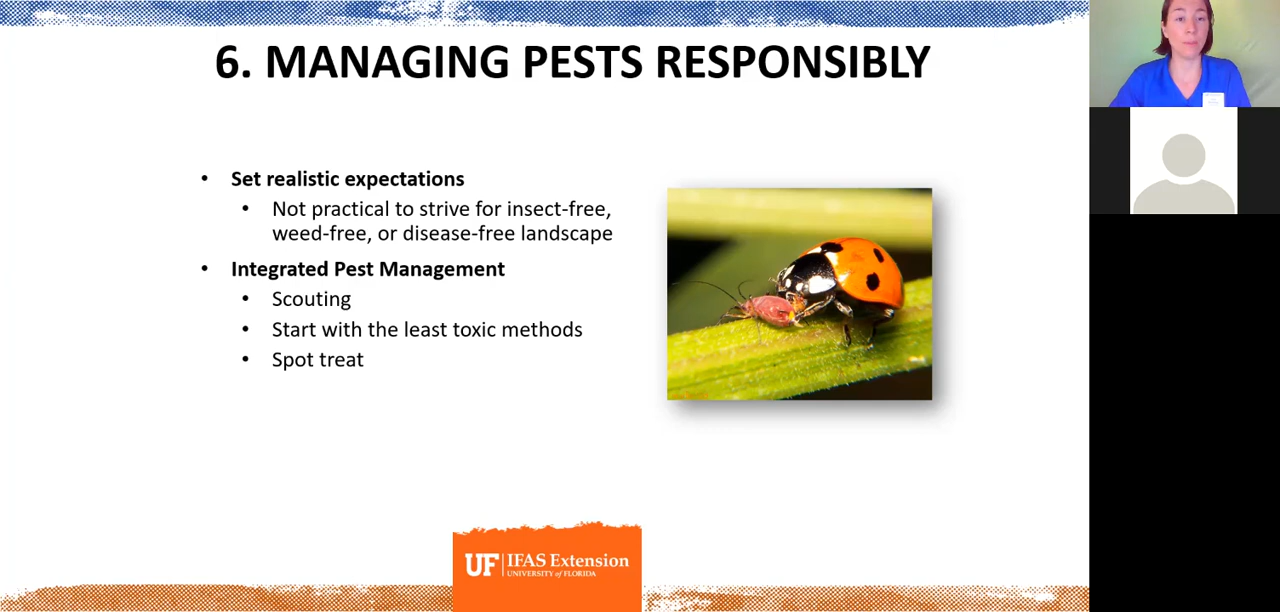 6. MANAGING PESTS RESPONSIBLY
• Set realistic expectations
• Not practical to strive for insect-free,
weed-free, or disease-free landscape
• Integrated Pest Management
• Scouting
• Start with the least toxic methods
• Spot treat
UF IFAS Extension
UNIVERSITY of FLORIDA